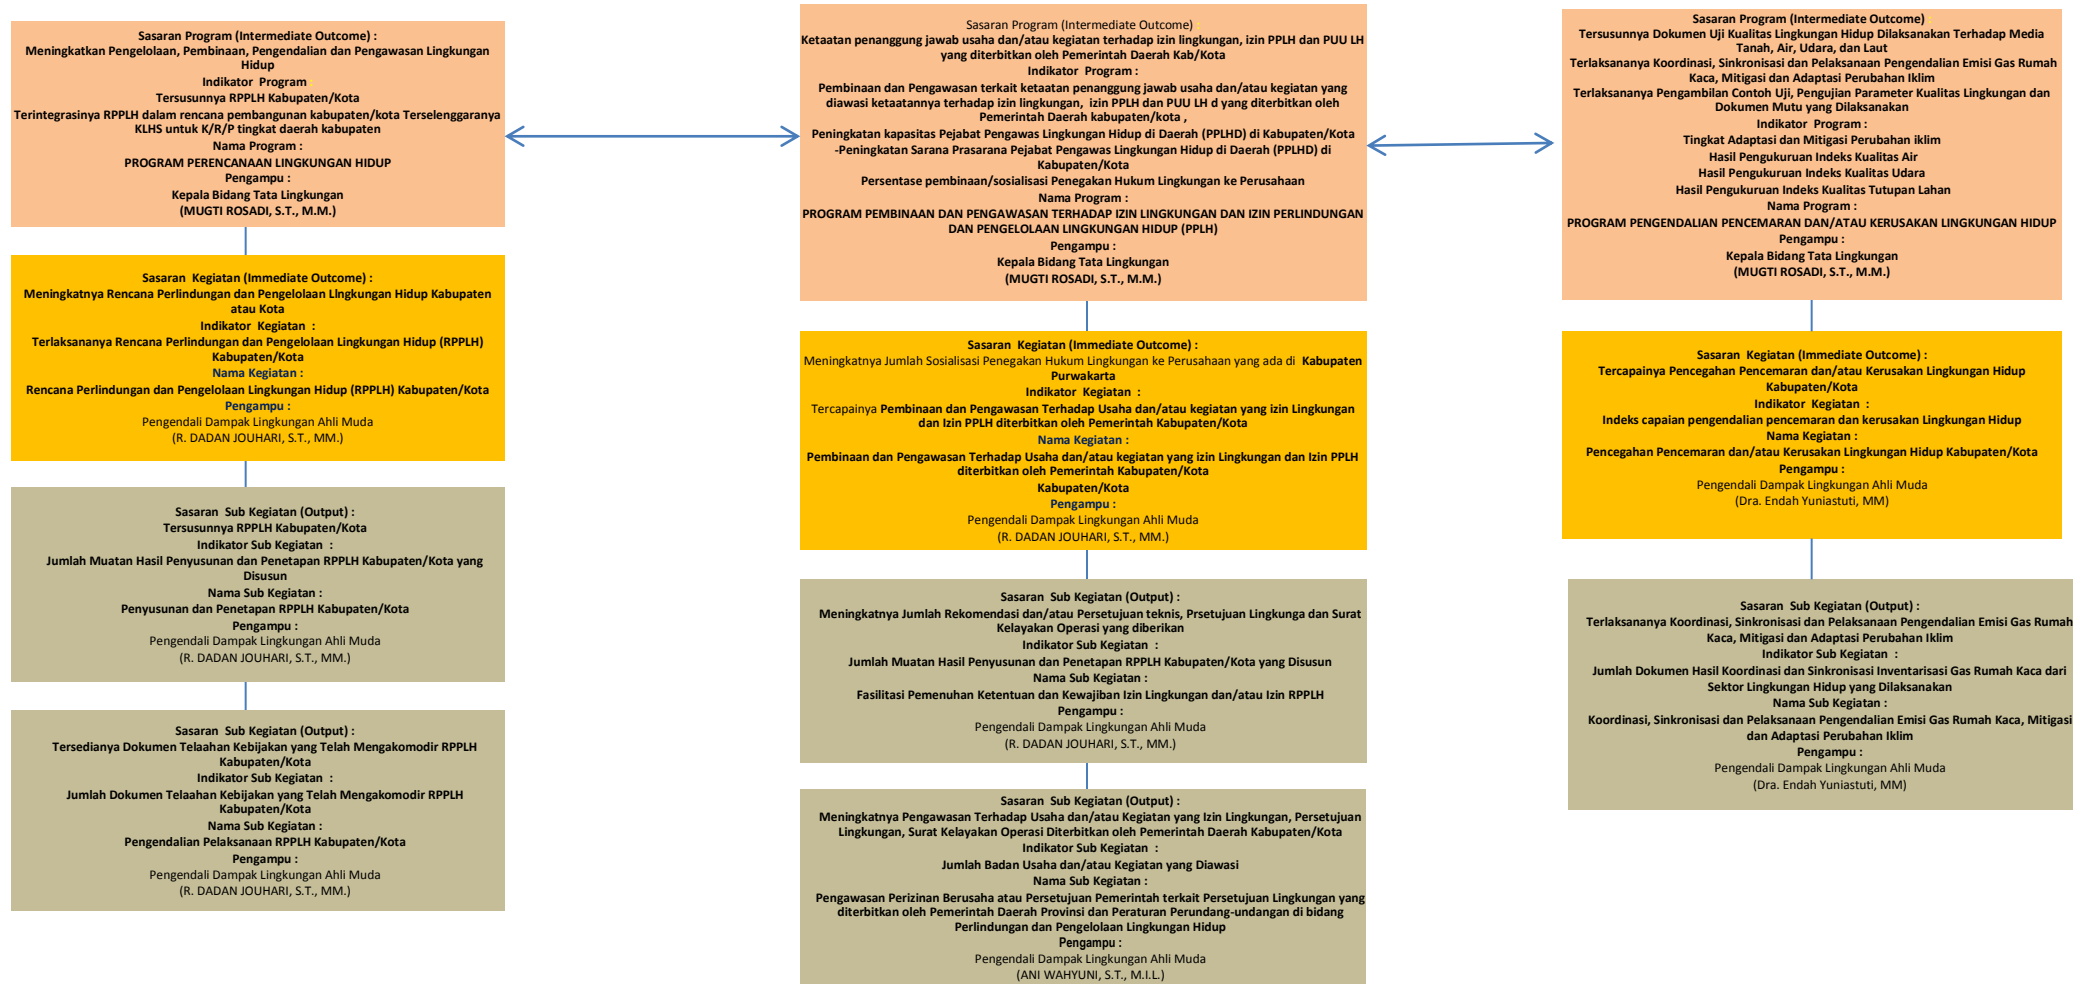 Sasaran Program (Intermediate Outcome) :
Meningkatkan Pengelolaan, Pembinaan, Pengendalian dan Pengawasan Lingkungan
Hidup
Indikator Program :
Tersusunnya RPPLH Kabupaten/Kota
Terintegrasinya RPPLH dalam rencana pembangunan kabupaten/kota Terselenggaranya
KLHS untuk K/R/P tingkat daerah kabupaten
Nama Program :
PROGRAM PERENCANAAN LINGKUNGAN HIDUP
Pengampu :
Kepala Bidang Tata Lingkungan
(MUGTI ROSADI, S.T., M.M.)
Sasaran Kegiatan (Immediate Outcome) :
Meningkatnya Rencana Perlindungan dan Pengelolaan LIngkungan Hidup Kabupaten
atau Kota
Indikator Kegiatan :
Terlaksananya Rencana Perlindungan dan Pengelolaan Lingkungan Hidup (RPPLH)
Kabupaten/Kota
Nama Kegiatan :
Rencana Perlindungan dan Pengelolaan Lingkungan Hidup (RPPLH) Kabupaten/Kota
Pengampu :
Pengendali Dampak Lingkungan Ahli Muda
(R. DADAN JOUHARI, S.T., MM.)
Sasaran Sub Kegiatan (Output) :
Tersusunnya RPPLH Kabupaten/Kota
Indikator Sub Kegiatan :
Jumlah Muatan Hasil Penyusunan dan Penetapan RPPLH Kabupaten/Kota yang
Disusun
Nama Sub Kegiatan :
Penyusunan dan Penetapan RPPLH Kabupaten/Kota
Pengampu :
Pengendali Dampak Lingkungan Ahli Muda
(R. DADAN JOUHARI, S.T., MM.)
Sasaran Sub Kegiatan (Output) :
Tersedianya Dokumen Telaahan Kebijakan yang Telah Mengakomodir RPPLH
Kabupaten/Kota
Indikator Sub Kegiatan :
Jumlah Dokumen Telaahan Kebijakan yang Telah Mengakomodir RPPLH
Kabupaten/Kota
Nama Sub Kegiatan :
Pengendalian Pelaksanaan RPPLH Kabupaten/Kota
Pengampu :
Pengendali Dampak Lingkungan Ahli Muda
(R. DADAN JOUHARI, S.T., MM.)
Sasaran Program (Intermediate Outcome) :
Ketaatan penanggung jawab usaha dan/atau kegiatan terhadap izin lingkungan, izin PPLH dan PUU LH
yang diterbitkan oleh Pemerintah Daerah Kab/Kota
Indikator Program :
Pembinaan dan Pengawasan terkait ketaatan penanggung jawab usaha dan/atau kegiatan yang
diawasi ketaatannya terhadap izin lingkungan, izin PPLH dan PUU LH d yang diterbitkan oleh
Pemerintah Daerah kabupaten/kota ,
Peningkatan kapasitas Pejabat Pengawas Lingkungan Hidup di Daerah (PPLHD) di Kabupaten/Kota
-Peningkatan Sarana Prasarana Pejabat Pengawas Lingkungan Hidup di Daerah (PPLHD) di
Kabupaten/Kota
Persentase pembinaan/sosialisasi Penegakan Hukum Lingkungan ke Perusahaan
Nama Program :
PROGRAM PEMBINAAN DAN PENGAWASAN TERHADAP IZIN LINGKUNGAN DAN IZIN PERLINDUNGAN
DAN PENGELOLAAN LINGKUNGAN HIDUP (PPLH)
Pengampu :
Kepala Bidang Tata Lingkungan
(MUGTI ROSADI, S.T., M.M.)
Sasaran Kegiatan (Immediate Outcome) :
Meningkatnya Jumlah Sosialisasi Penegakan Hukum Lingkungan ke Perusahaan yang ada di Kabupaten
Purwakarta
Indikator Kegiatan :
Tercapainya Pembinaan dan Pengawasan Terhadap Usaha dan/atau kegiatan yang izin Lingkungan
dan Izin PPLH diterbitkan oleh Pemerintah Kabupaten/Kota
Nama Kegiatan :
Pembinaan dan Pengawasan Terhadap Usaha dan/atau kegiatan yang izin Lingkungan dan Izin PPLH
diterbitkan oleh Pemerintah Kabupaten/Kota
Kabupaten/Kota
Pengampu :
Pengendali Dampak Lingkungan Ahli Muda
(R. DADAN JOUHARI, S.T., MM.)
Sasaran Sub Kegiatan (Output) :
Meningkatnya Jumlah Rekomendasi dan/atau Persetujuan teknis, Prsetujuan Lingkunga dan Surat
Kelayakan Operasi yang diberikan
Indikator Sub Kegiatan :
Jumlah Muatan Hasil Penyusunan dan Penetapan RPPLH Kabupaten/Kota yang Disusun
Nama Sub Kegiatan :
Fasilitasi Pemenuhan Ketentuan dan Kewajiban Izin Lingkungan dan/atau Izin RPPLH
Pengampu :
Pengendali Dampak Lingkungan Ahli Muda
(R. DADAN JOUHARI, S.T., MM.)
Sasaran Sub Kegiatan (Output) :
Meningkatnya Pengawasan Terhadap Usaha dan/atau Kegiatan yang Izin Lingkungan, Persetujuan
Lingkungan, Surat Kelayakan Operasi Diterbitkan oleh Pemerintah Daerah Kabupaten/Kota
Indikator Sub Kegiatan :
Jumlah Badan Usaha dan/atau Kegiatan yang Diawasi
Nama Sub Kegiatan :
Pengawasan Perizinan Berusaha atau Persetujuan Pemerintah terkait Persetujuan Lingkungan yang
diterbitkan oleh Pemerintah Daerah Provinsi dan Peraturan Perundang-undangan di bidang
Perlindungan dan Pengelolaan Lingkungan Hidup
Pengampu :
Pengendali Dampak Lingkungan Ahli Muda
(ANI WAHYUNI, S.T., M.I.L.)
Sasaran Program (Intermediate Outcome) :
Tersusunnya Dokumen Uji Kualitas Lingkungan Hidup Dilaksanakan Terhadap Media
Tanah, Air, Udara, dan Laut
Terlaksananya Koordinasi, Sinkronisasi dan Pelaksanaan Pengendalian Emisi Gas Rumah
Kaca, Mitigasi dan Adaptasi Perubahan Iklim
Terlaksananya Pengambilan Contoh Uji, Pengujian Parameter Kualitas Lingkungan dan
Dokumen Mutu yang Dilaksanakan
Indikator Program :
Tingkat Adaptasi dan Mitigasi Perubahan iklim
Hasil Pengukuruan Indeks Kualitas Air
Hasil Pengukuruan Indeks Kualitas Udara
Hasil Pengukuruan Indeks Kualitas Tutupan Lahan
Nama Program :
PROGRAM PENGENDALIAN PENCEMARAN DAN/ATAU KERUSAKAN LINGKUNGAN HIDUP
Pengampu :
Kepala Bidang Tata Lingkungan
(MUGTI ROSADI, S.T., M.M.)
Sasaran Kegiatan (Immediate Outcome) :
Tercapainya Pencegahan Pencemaran dan/atau Kerusakan Lingkungan Hidup
Kabupaten/Kota
Indikator Kegiatan :
Indeks capaian pengendalian pencemaran dan kerusakan Lingkungan Hidup
Nama Kegiatan :
Pencegahan Pencemaran dan/atau Kerusakan Lingkungan Hidup Kabupaten/Kota
Pengampu :
Pengendali Dampak Lingkungan Ahli Muda
(Dra. Endah Yuniastuti, MM)
Sasaran Sub Kegiatan (Output) :
Terlaksananya Koordinasi, Sinkronisasi dan Pelaksanaan Pengendalian Emisi Gas Rumah
Kaca, Mitigasi dan Adaptasi Perubahan Iklim
Indikator Sub Kegiatan :
Jumlah Dokumen Hasil Koordinasi dan Sinkronisasi Inventarisasi Gas Rumah Kaca dari
Sektor Lingkungan Hidup yang Dilaksanakan
Nama Sub Kegiatan :
Koordinasi, Sinkronisasi dan Pelaksanaan Pengendalian Emisi Gas Rumah Kaca, Mitigasi
dan Adaptasi Perubahan Iklim
Pengampu :
Pengendali Dampak Lingkungan Ahli Muda
(Dra. Endah Yuniastuti, MM)